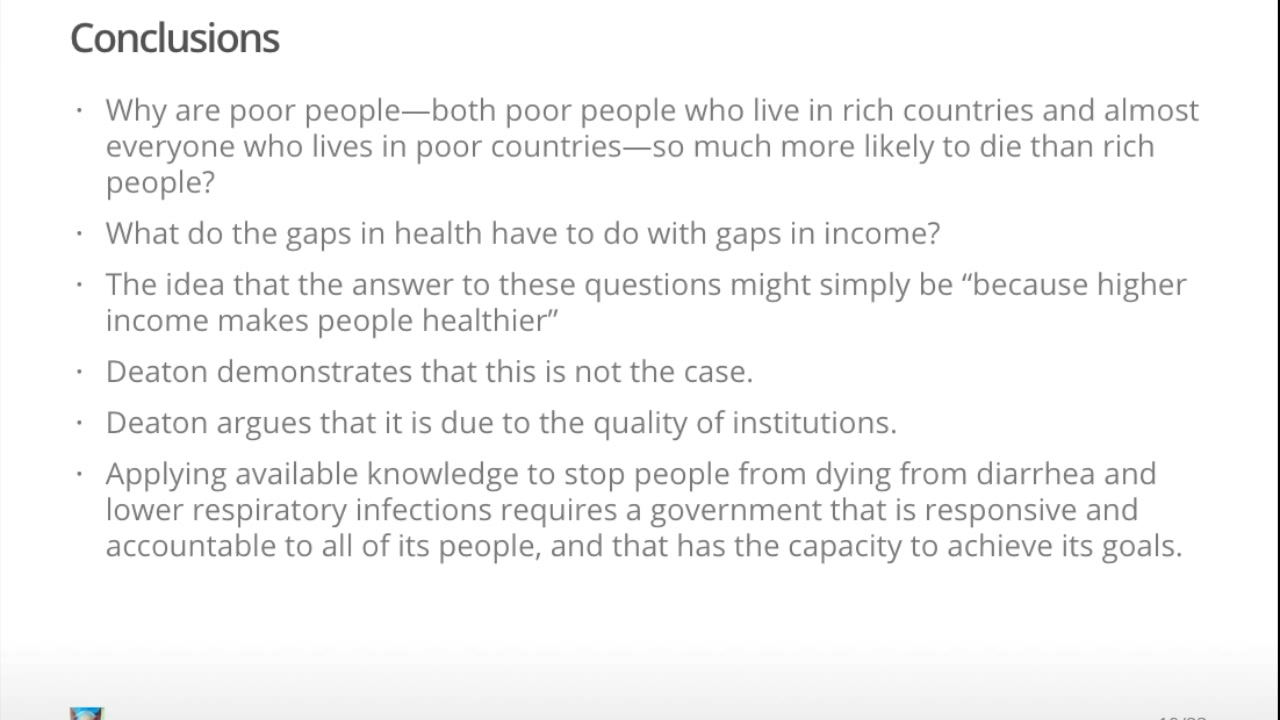 Conclusions
· Why are poor people—both poor people who live in rich countries and almost
everyone who lives in poor countries—so much more likely to die than rich
people?
· What do the gaps in health have to do with gaps in income?
· The idea that the answer to these questions might simply be “because higher
income makes people healthier”
· Deaton demonstrates that this is not the case.
· Deaton argues that it is due to the quality of institutions.
· Applying available knowledge to stop people from dying from diarrhea and
lower respiratory infections requires a government that is responsive and
accountable to all of its people, and that has the capacity to achieve its goals.